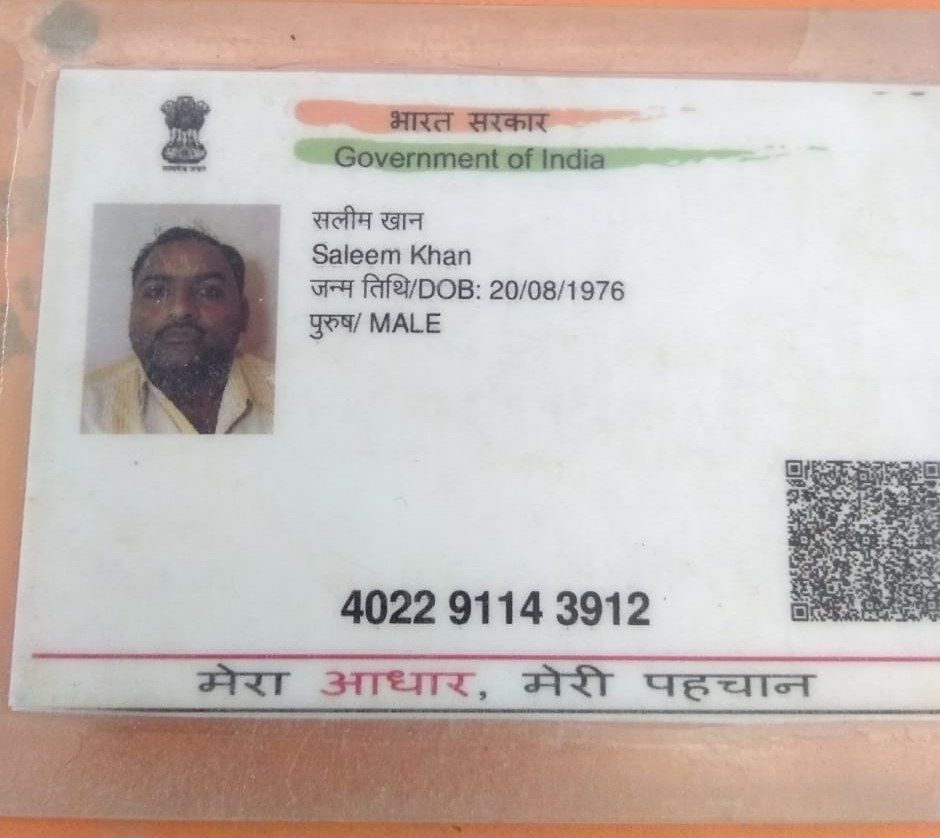 भारत सरकार
Government of India
सलीम खान
Saleem Khan
जन्म तिथि/DOB: 20/08/1976
पुरुष/ MALE
4022 9114 3912
मेरा आधार, मेरी पहचान